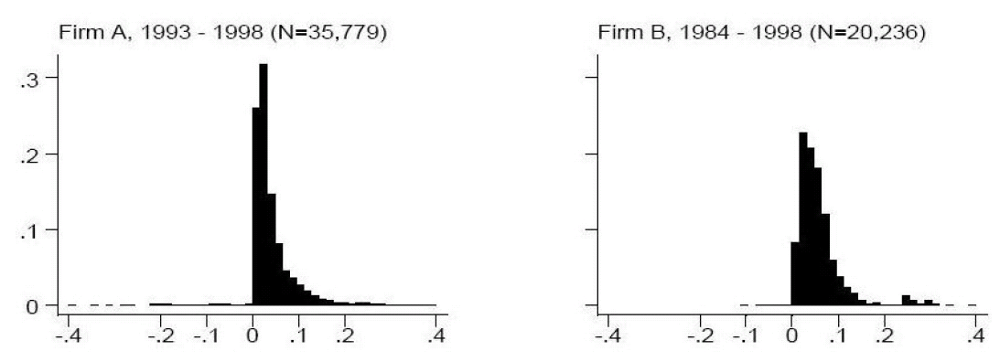 Firm A, 1993 - 1998 (N=35,779)
.3
.2
.1
0
-.4 -.2 -.1 0 .1 .2 .4
Firm B, 1984 - 1998 (N=20,236)
-.4 -.2 -.1 0 .1 .2 .4